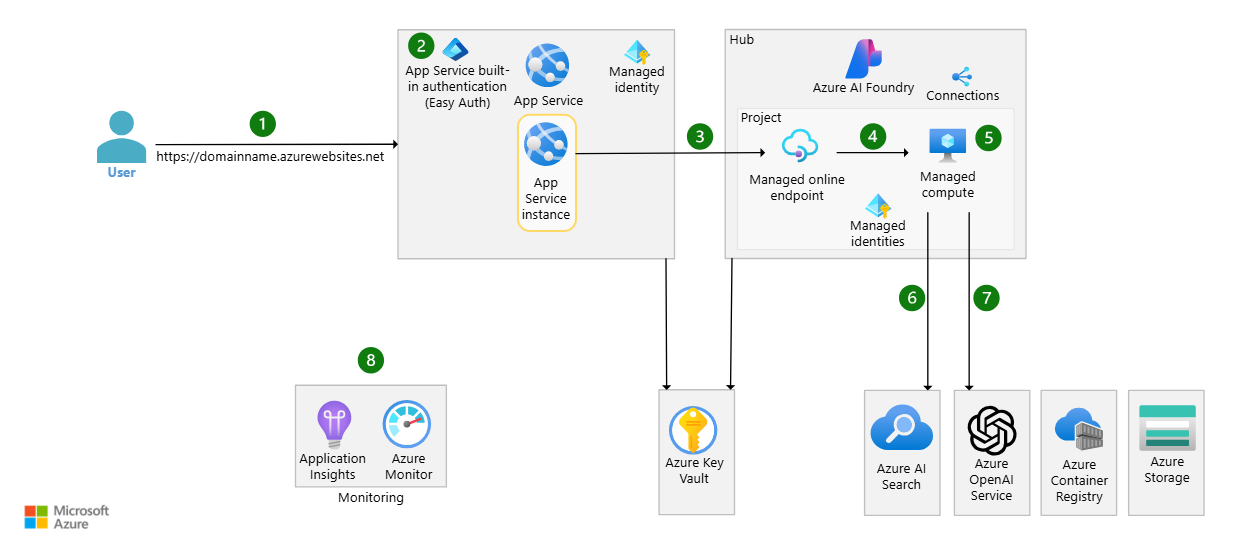 1
https://domainname.azurewebsites.net
User
2
App Service built-
in authentication
(Easy Auth)
App Service
Managed
identity
App
Service
instance
3
Hub
Azure AI Foundry
Connections
Project
Managed online
endpoint
4
Managed
compute
5
Managed
identities
6
7
8
Application
Insights
Azure
Monitor
Monitoring
Azure Key
Vault
Azure AI
Search
Azure
OpenAI
Service
Azure
Container
Registry
Azure
Storage
Microsoft
Azure